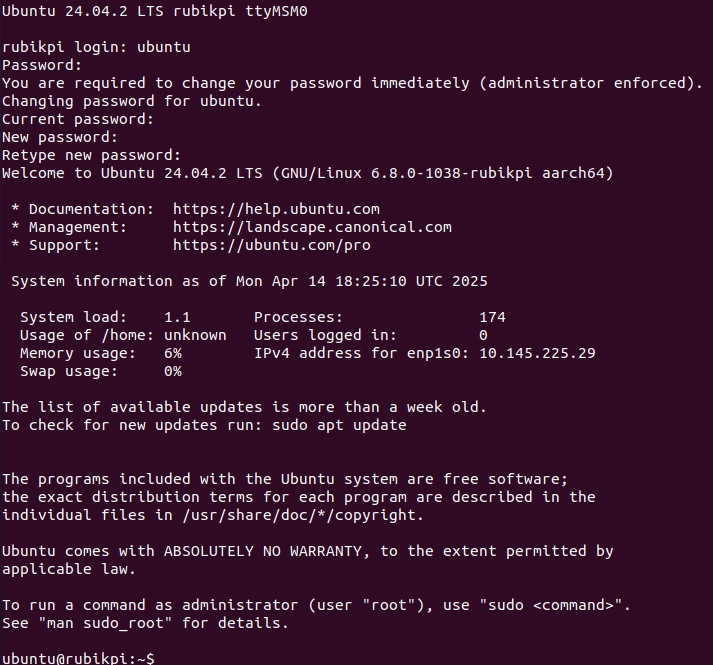 Ubuntu 24.04.2 LTS rubikpi ttyMSM0
rubikpi login: ubuntu
Password:
You are required to change your password immediately (administrator enforced).
Changing password for ubuntu.
Current password:
New password:
Retype new password:
Welcome to Ubuntu 24.04.2 LTS (GNU/Linux 6.8.0-1038-rubikpi aarch64)
* Documentation:  https://help.ubuntu.com
* Management:     https://landscape.canonical.com
* Support:        https://ubuntu.com/pro
System information as of Mon Apr 14 18:25:10 UTC 2025
System load:    1.1       Processes:               174
Usage of /home: unknown   Users logged in:         0
Memory usage:   6%        IPv4 address for enp1s0: 10.145.225.29
Swap usage:     0%
The list of available updates is more than a week old.
To check for new updates run: sudo apt update
The programs included with the Ubuntu system are free software;
the exact distribution terms for each program are described in the
individual files in /usr/share/doc/*/copyright.
Ubuntu comes with ABSOLUTELY NO WARRANTY, to the extent permitted by
applicable law.
To run a command as administrator (user "root"), use "sudo <command>".
See "man sudo_root" for details.
ubuntu@rubikpi:~$